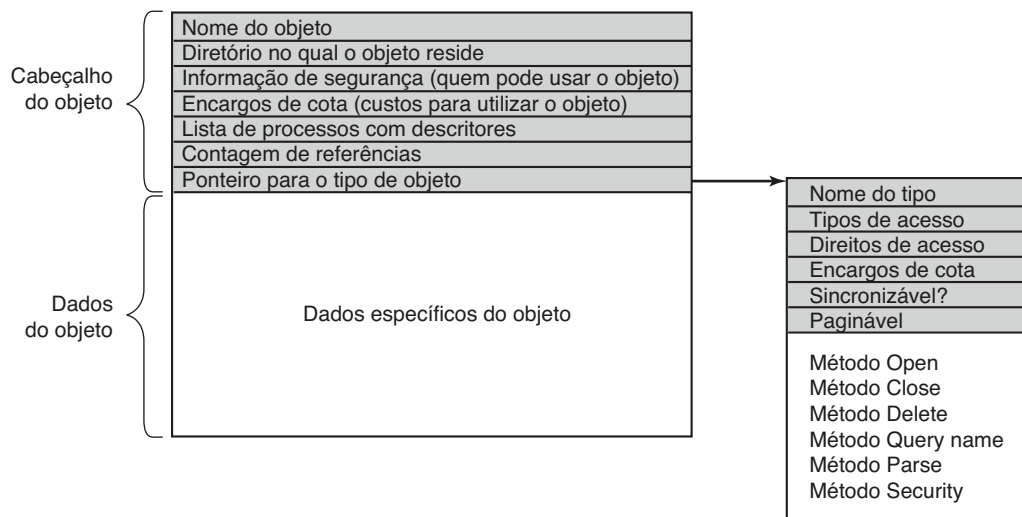 Cabeçalho
do objeto
Nome do objeto
Diretório no qual o objeto reside
Informação de segurança (quem pode usar o objeto)
Encargos de cota (custos para utilizar o objeto)
Lista de processos com descritores
Contagem de referências
Ponteiro para o tipo de objeto
Dados
do objeto
Dados específicos do objeto
Nome do tipo
Tipos de acesso
Direitos de acesso
Encargos de cota
Sincronizável?
Paginável
Método Open
Método Close
Método Delete
Método Query name
Método Parse
Método Security